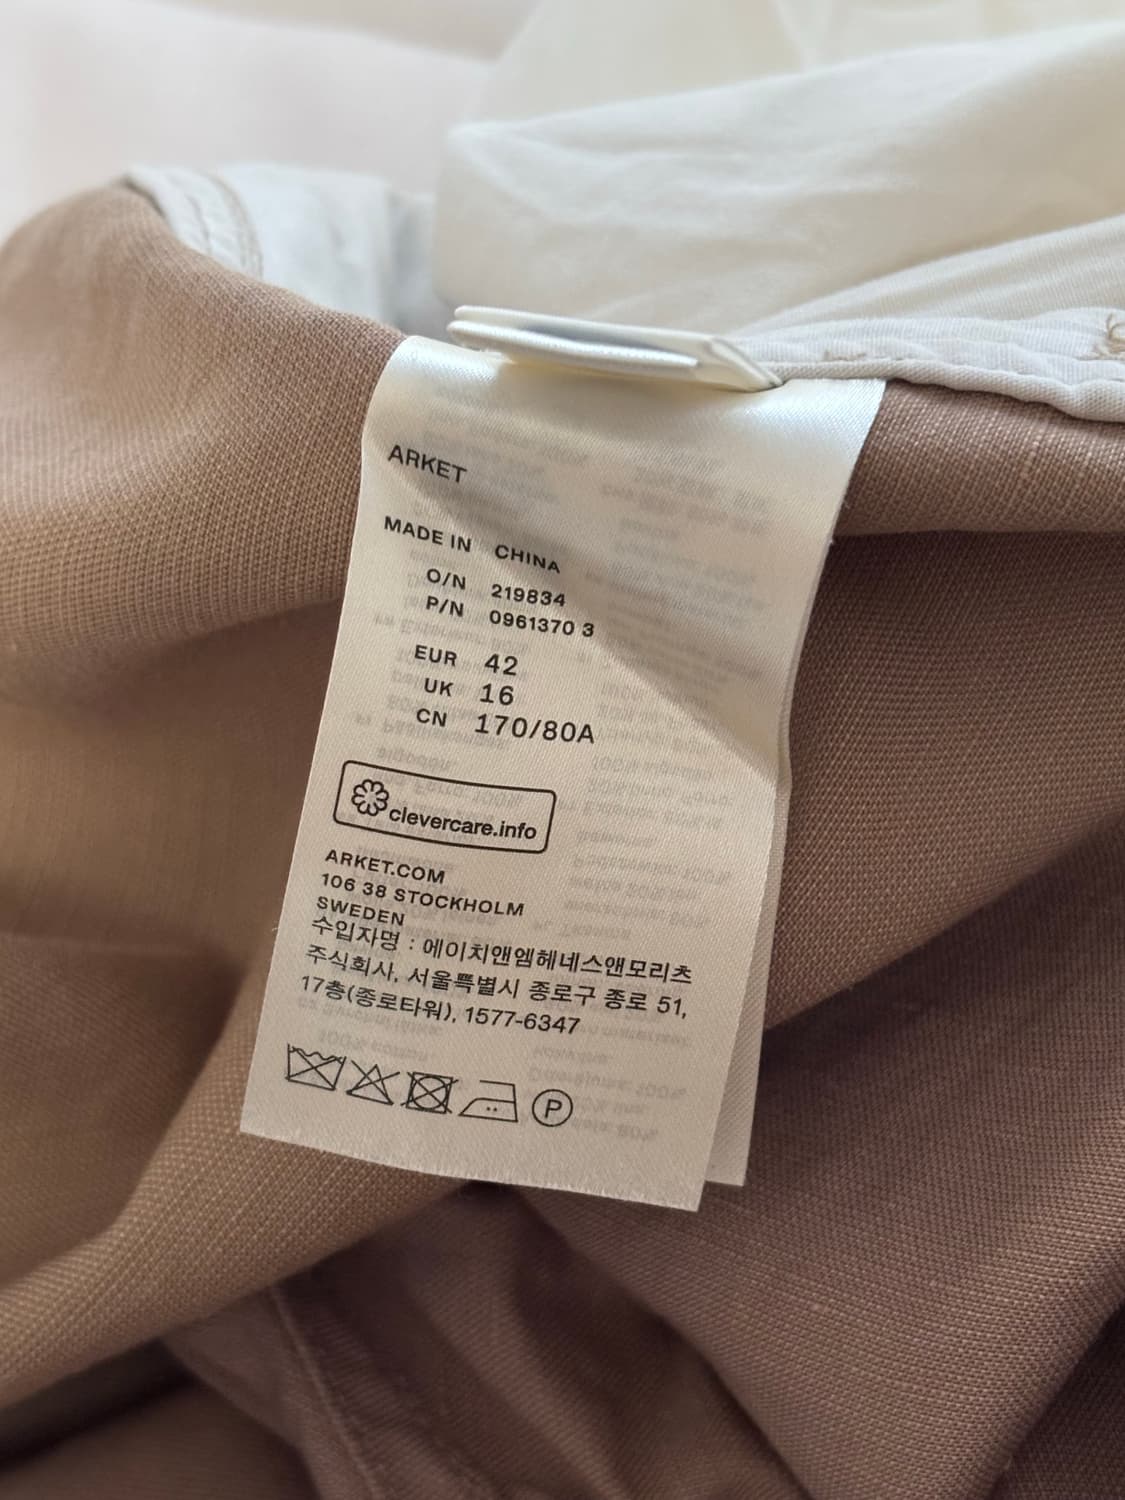 ARKET
MADE IN CHINA
O/N 219834
P/N 0961370 3
EUR 42
UK 16
CN 170/80A
clevercare.info
ARKET.COM
106 38 STOCKHOLM
SWEDEN
수입자명 : 에이치앤엠헤네스앤모리츠
주식회사, 서울특별시 종로구 종로 51,
17층(종로타워), 1577-6347
P